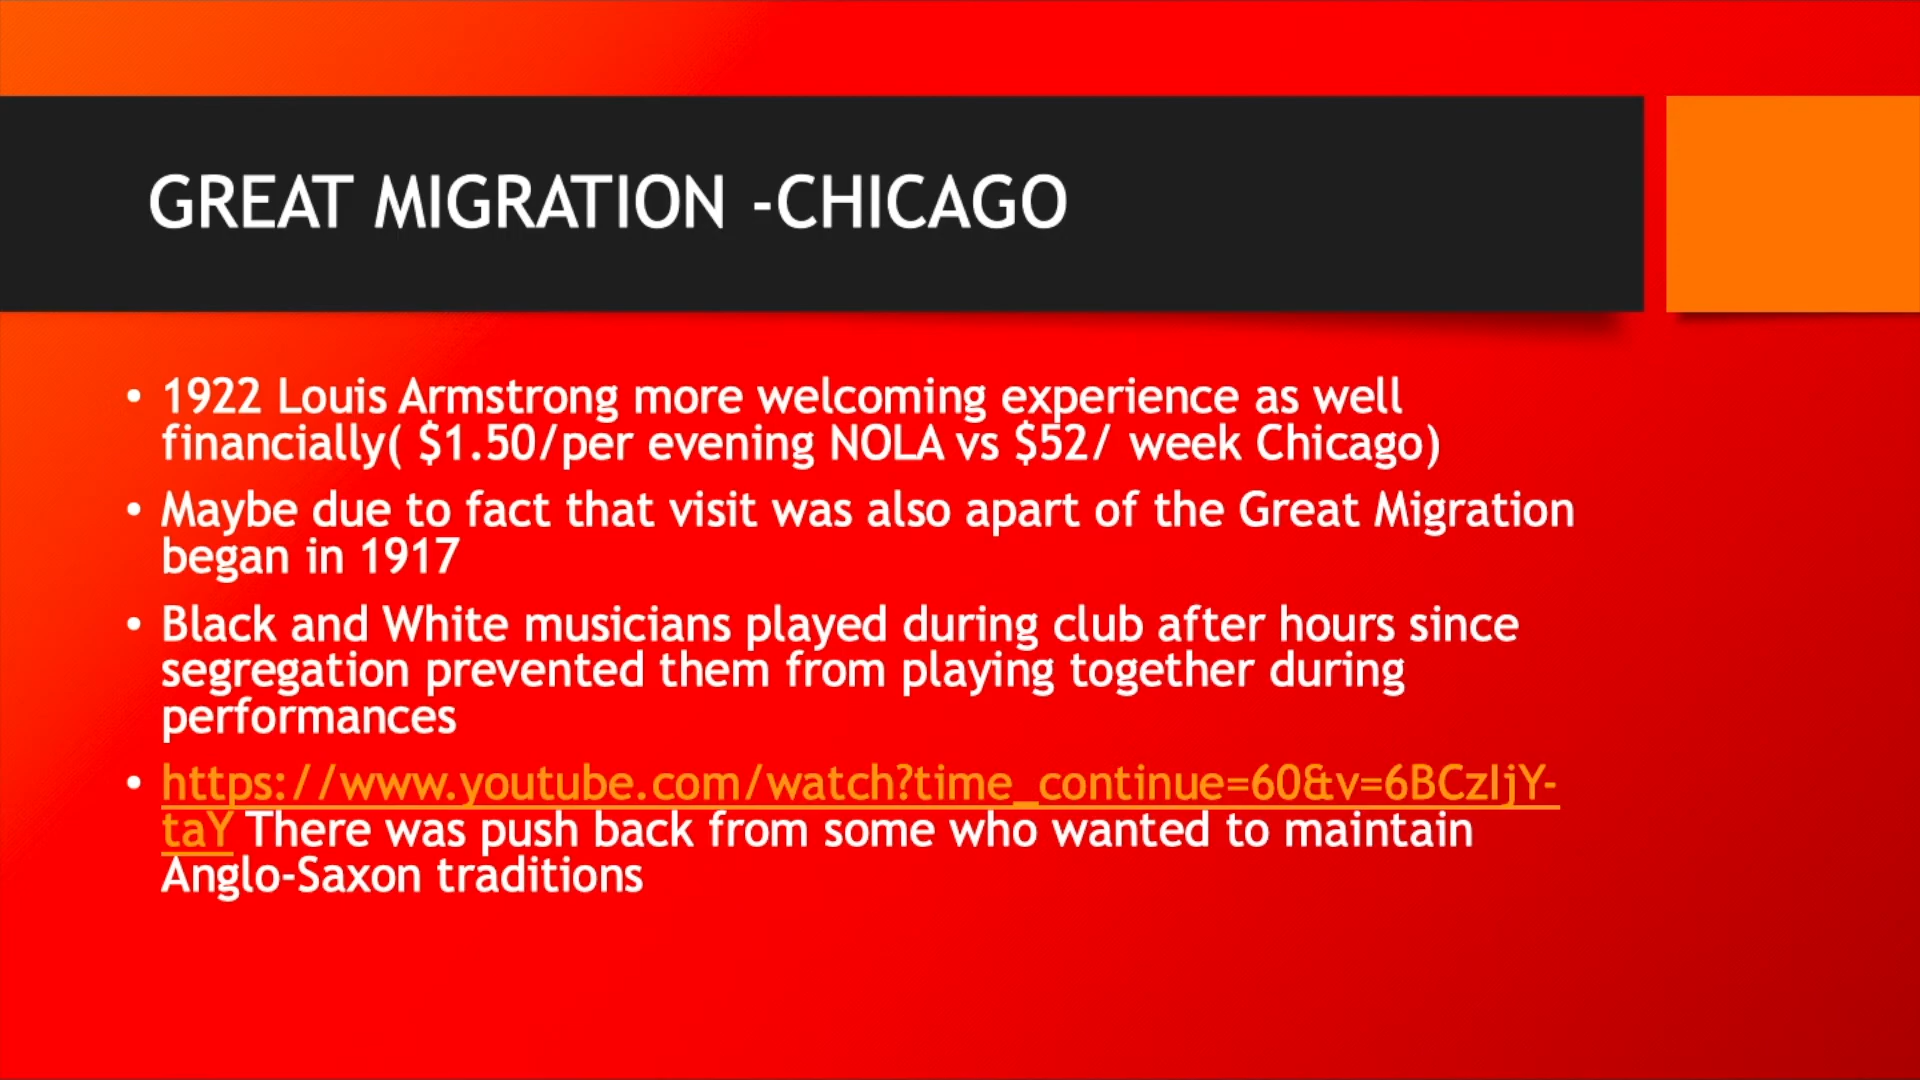 GREAT MIGRATION -CHICAGO
• 1922 Louis Armstrong more welcoming experience as well
financially( $1.50/per evening NOLA vs $52/ week Chicago)
• Maybe due to fact that visit was also apart of the Great Migration
began in 1917
• Black and White musicians played during club after hours since
segregation prevented them from playing together during
performances
• https://www.youtube.com/watch?time_continue=60&v=6BCzIjY-
taY There was push back from some who wanted to maintain
Anglo-Saxon traditions